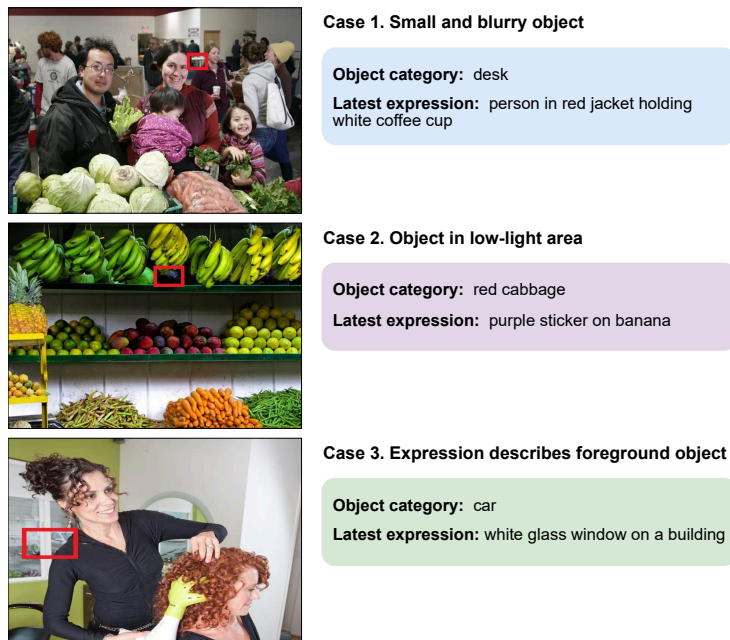 Case 1. Small and blurry object
Object category: desk
Latest expression: person in red jacket holding
white coffee cup
Case 2. Object in low-light area
Object category: red cabbage
Latest expression: purple sticker on banana
Case 3. Expression describes foreground object
Object category: car
Latest expression: white glass window on a building